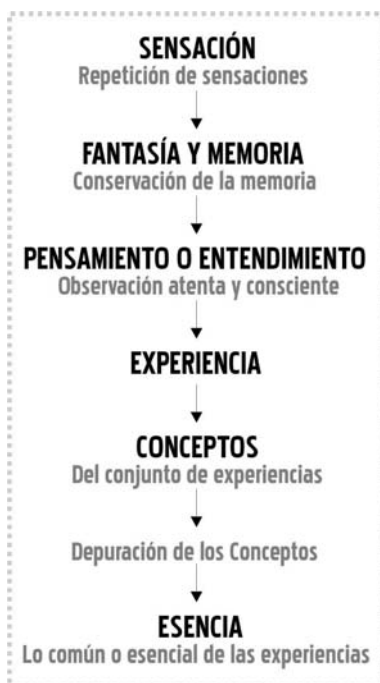 SENSACIÓN
Repetición de sensaciones
FANTASÍA Y MEMORIA
Conservación de la memoria
PENSAMIENTO O ENTENDIMIENTO
Observación atenta y consciente
EXPERIENCIA
CONCEPTOS
Del conjunto de experiencias
Depuración de los Conceptos
ESENCIA
Lo común o esencial de las experiencias